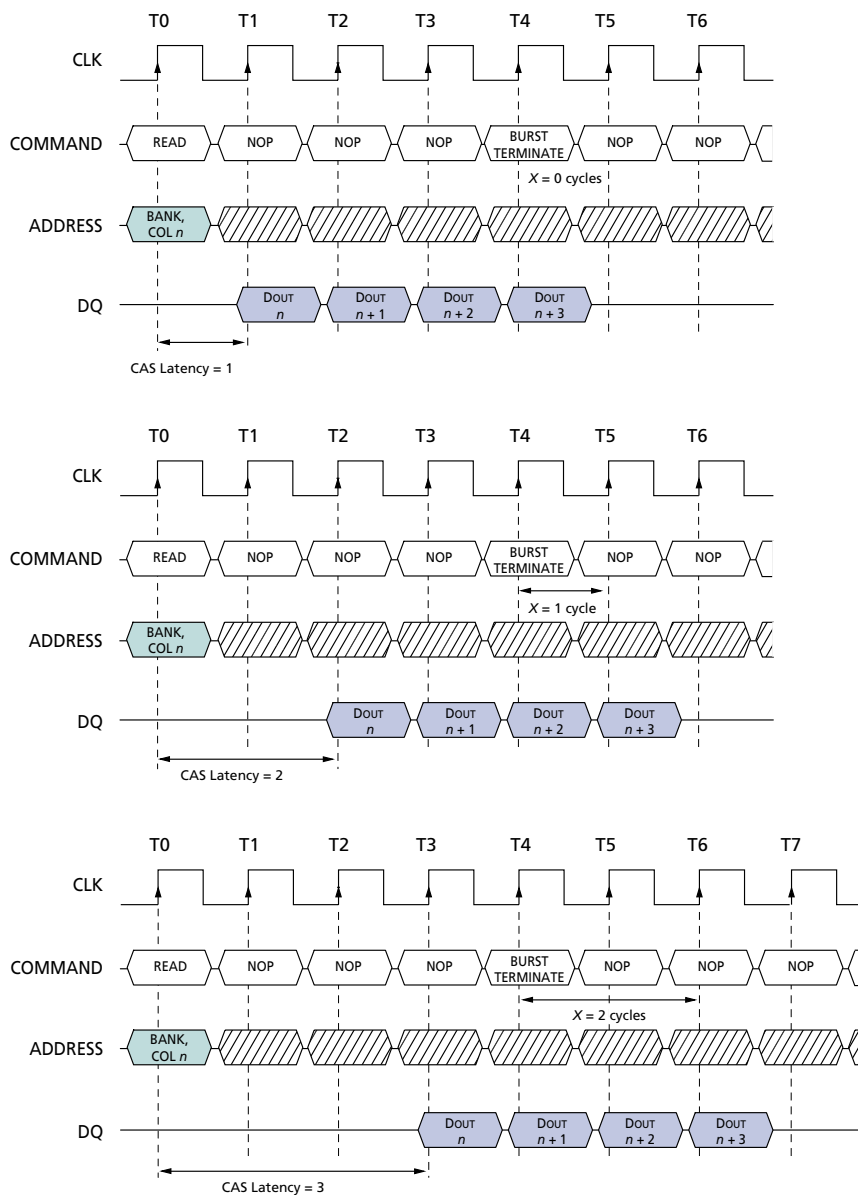 T0 T1 T2 T3 T4 T5 T6
CLK
COMMAND READ NOP NOP NOP BURST TERMINATE NOP NOP
X = 0 cycles
ADDRESS BANK, COL n
DQ DOUT n DOUT n + 1 DOUT n + 2 DOUT n + 3
CAS Latency = 1
T0 T1 T2 T3 T4 T5 T6
CLK
COMMAND READ NOP NOP NOP BURST TERMINATE NOP NOP
X = 1 cycle
ADDRESS BANK, COL n
DQ DOUT n DOUT n + 1 DOUT n + 2 DOUT n + 3
CAS Latency = 2
T0 T1 T2 T3 T4 T5 T6 T7
CLK
COMMAND READ NOP NOP NOP BURST TERMINATE NOP NOP NOP
X = 2 cycles
ADDRESS BANK, COL n
DQ DOUT n DOUT n + 1 DOUT n + 2 DOUT n + 3
CAS Latency = 3